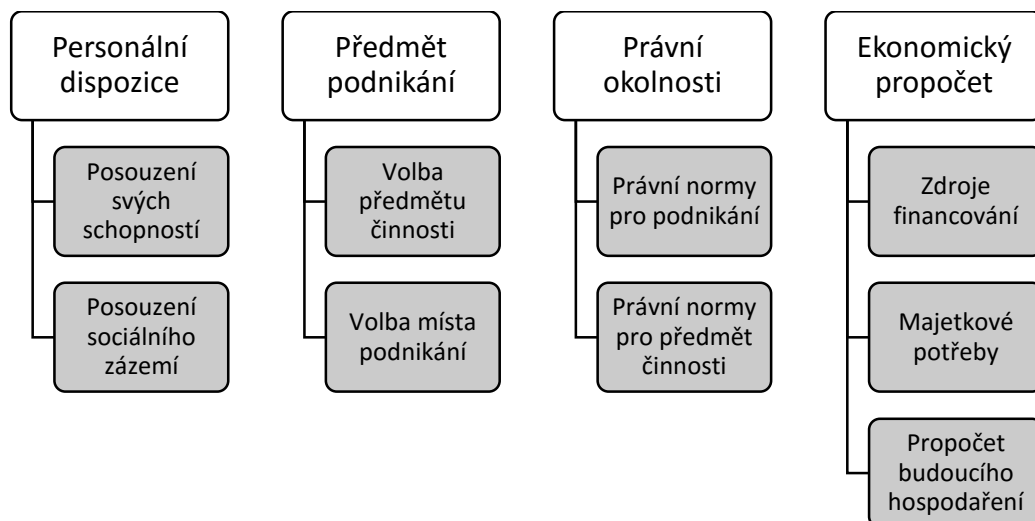 Personální
dispozice
Posouzení
svých
schopností
Posouzení
sociálního
zázemí
Předmět
podnikání
Volba
předmětu
činnosti
Volba místa
podnikání
Právní
okolnosti
Právní normy
pro podnikání
Právní normy
pro předmět
činnosti
Ekonomický
propočet
Zdroje
financování
Majetkové
potřeby
Propočet
budoucího
hospodaření